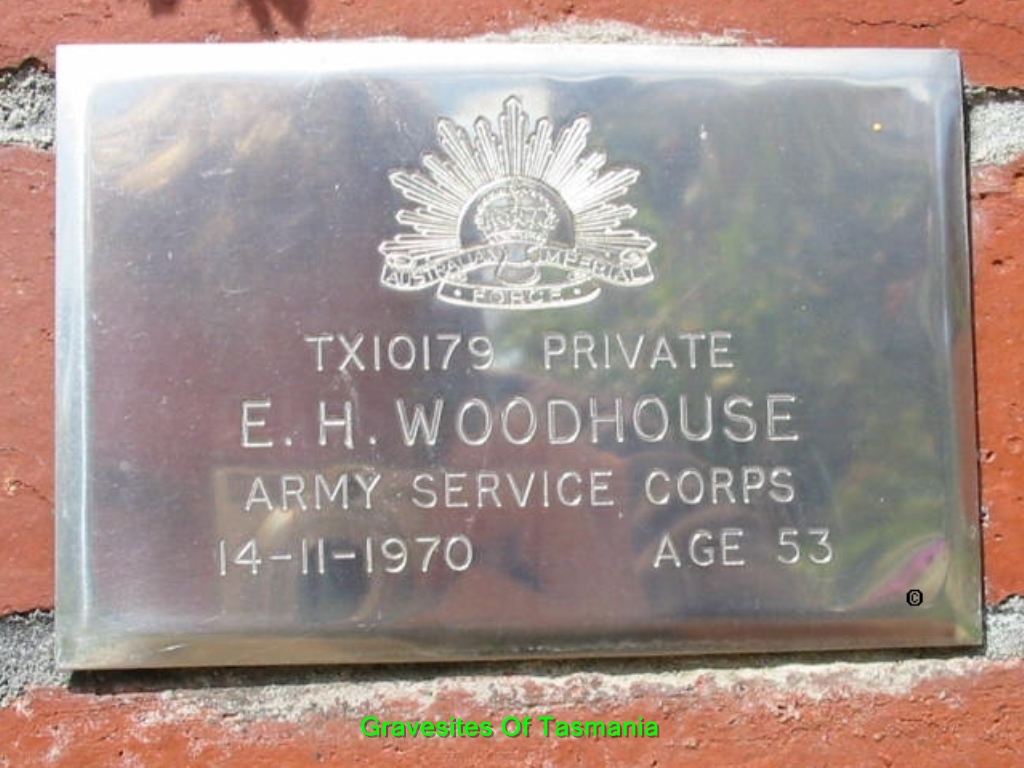 AUSTRALIAN IMPERIAL
FORCE
TX10179 PRIVATE
E. H. WOODHOUSE
ARMY SERVICE CORPS
14-11-1970 AGE 53
©
Gravesites Of Tasmania